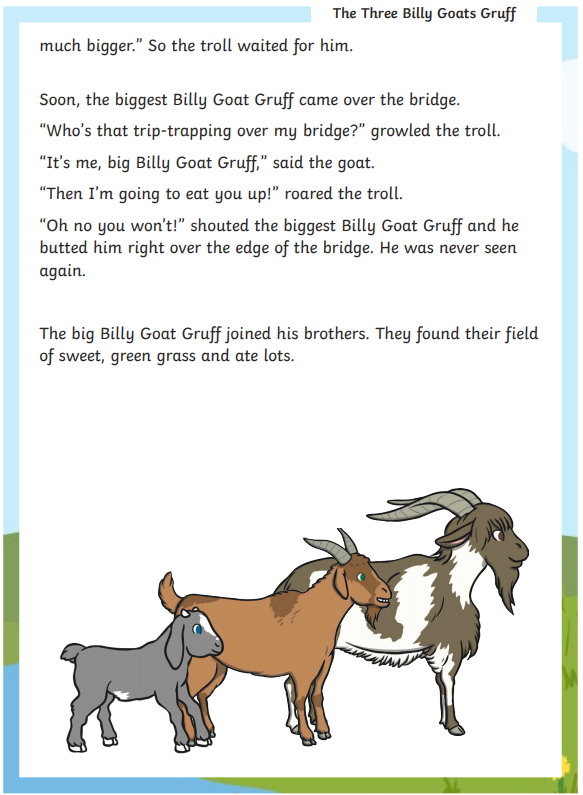 The Three Billy Goats Gruff
much bigger.” So the troll waited for him.
Soon, the biggest Billy Goat Gruff came over the bridge.
“Who’s that trip-trapping over my bridge?” growled the troll.
“It’s me, big Billy Goat Gruff,” said the goat.
“Then I’m going to eat you up!” roared the troll.
“Oh no you won’t!” shouted the biggest Billy Goat Gruff and he
butted him right over the edge of the bridge. He was never seen
again.
The big Billy Goat Gruff joined his brothers. They found their field
of sweet, green grass and ate lots.